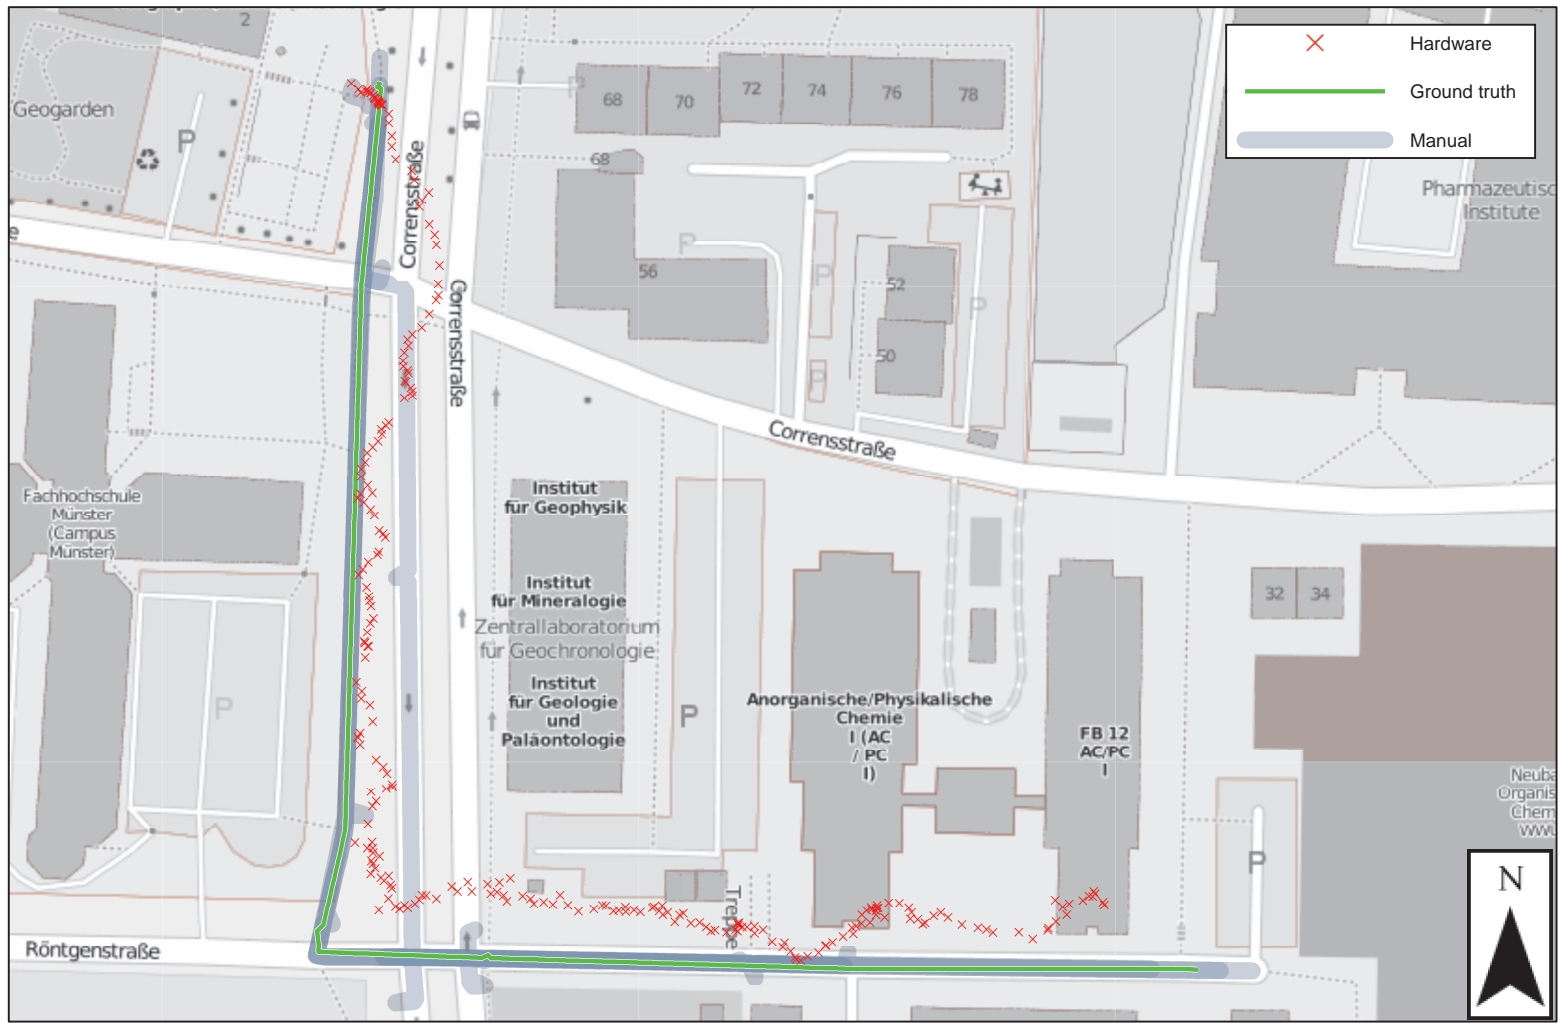 2
Hardware
Ground truth
Manual
Geogarden
P
P
68
70
72
74
76
78
68
Corrensstraße
Pharmazeutisc
Institute
e
P
56
P
52
P
Corrensstraße
50
P
Corrensstraße
Fachhochschule
Münster
(Campus
Münster)
Institut
für Geophysik
Institut
für Mineralogie
Zentrallaboratorium
für Geochronologie
Institut
für Geologie
und
Paläontologie
32
34
P
P
Anorganische/Physikalische
Chemie
I (AC
/ PC
I)
FB 12
AC/PC
I
Neuba
Organis
Chem
WWU
P
N
Treppe
Röntgenstraße